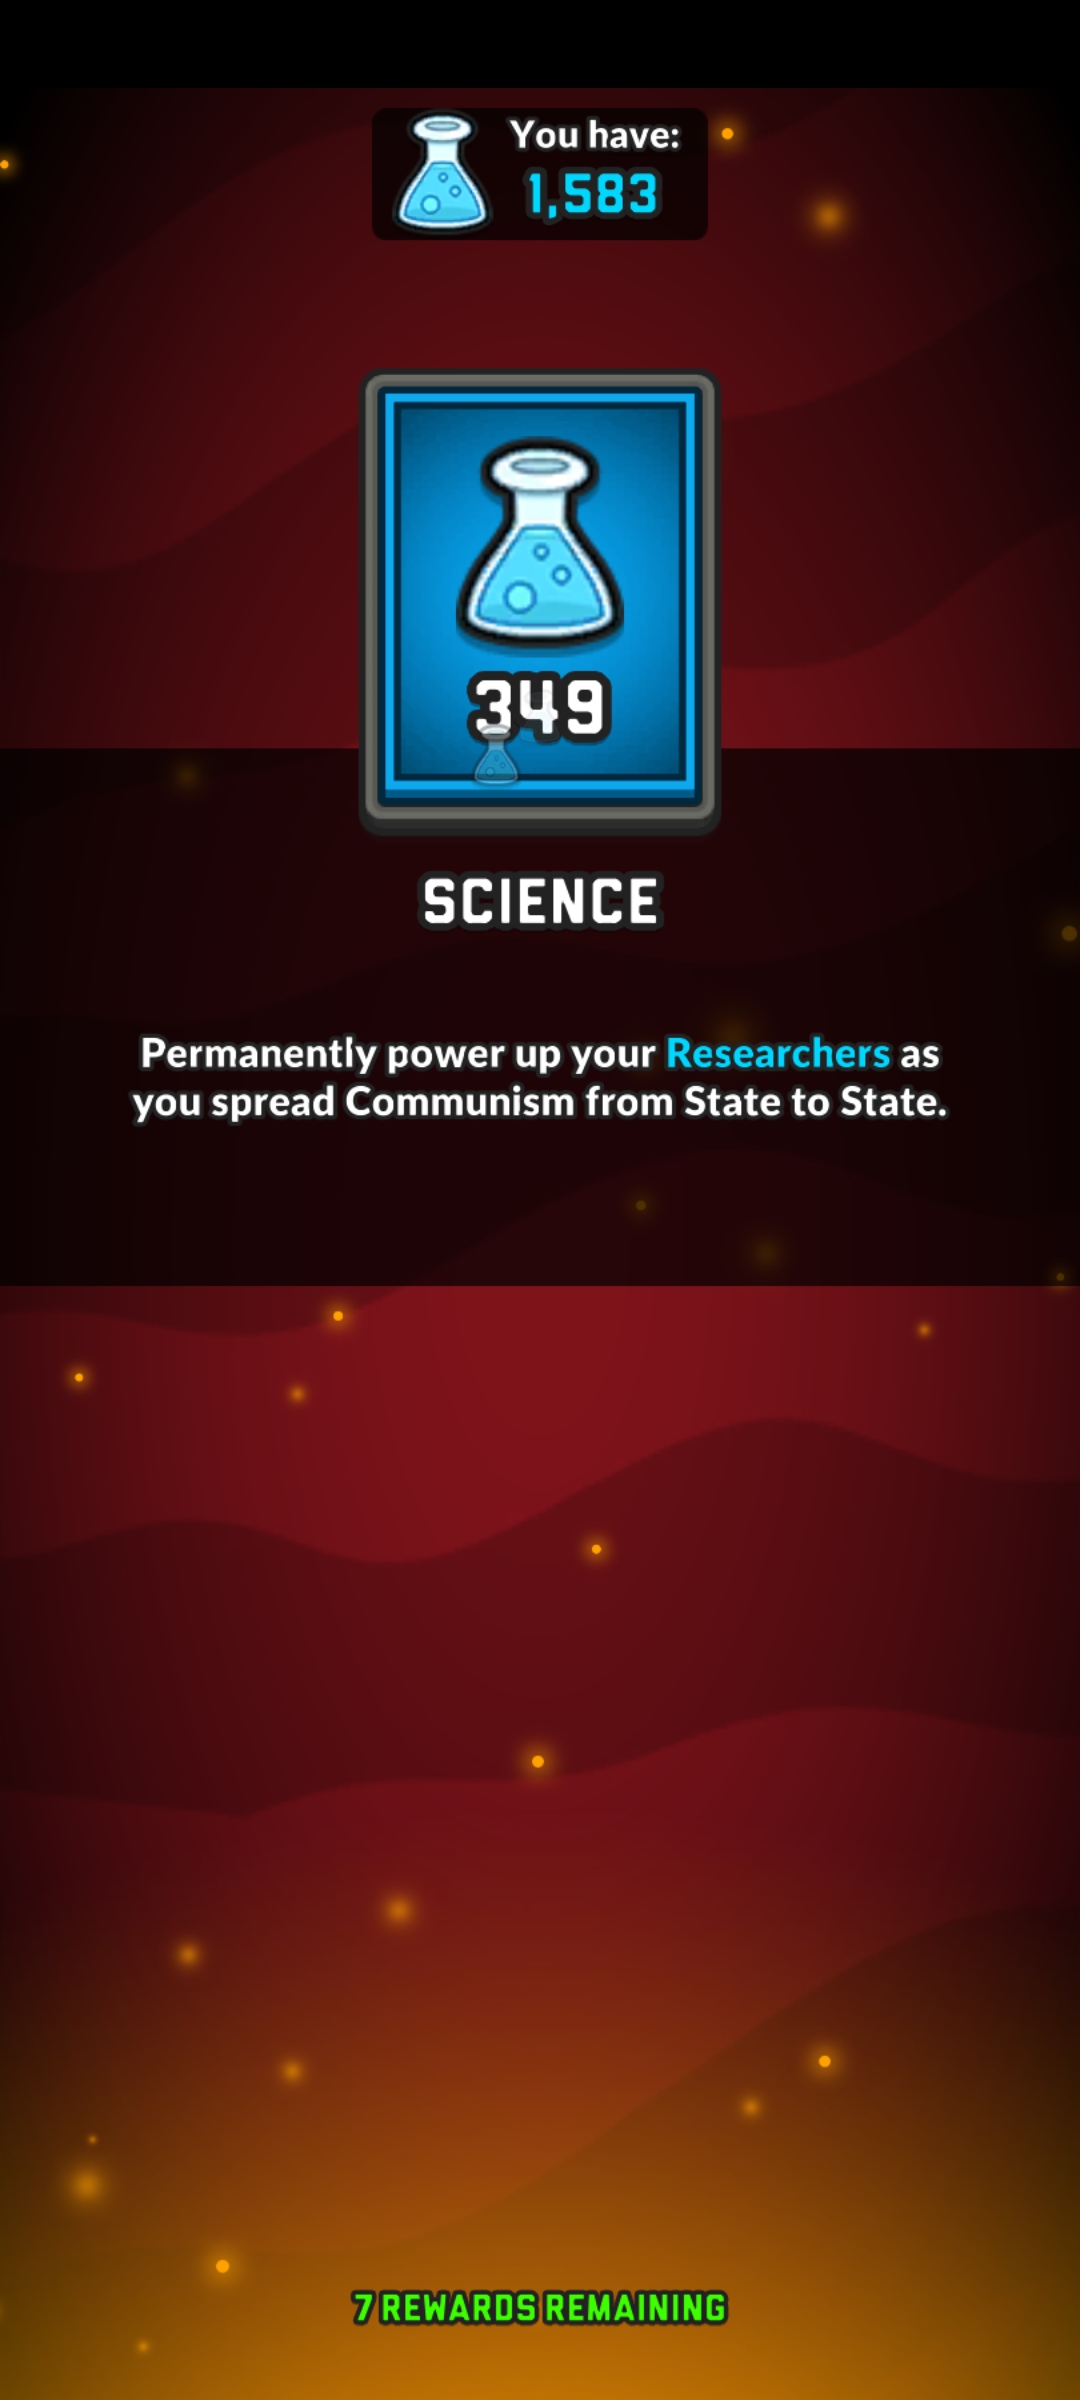 You have:
1,583
349
SCIENCE
Permanently power up your Researchers as
you spread Communism from State to State.
7 REWARDS REMAINING